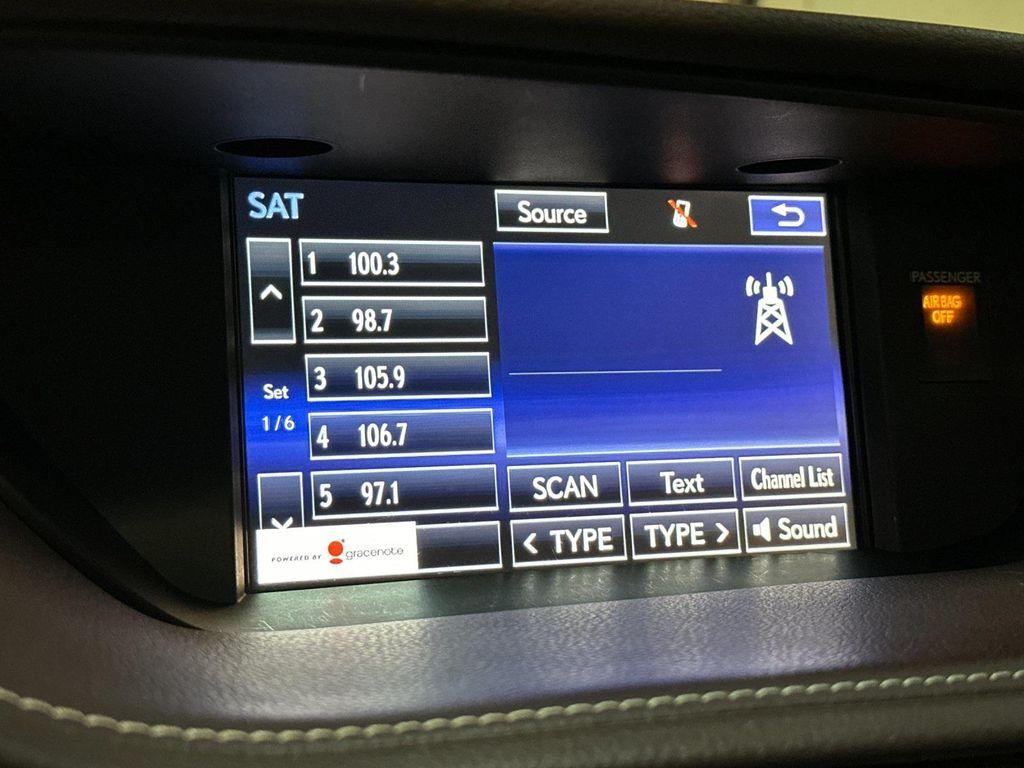 SAT
Source
1 100.3
2 98.7
3 105.9
Set
1/6
4 106.7
5 97.1
SCAN
Text
Channel List
< TYPE
TYPE >
Sound
POWERED BY gracenote
PASSENGER
AIR BAG
OFF